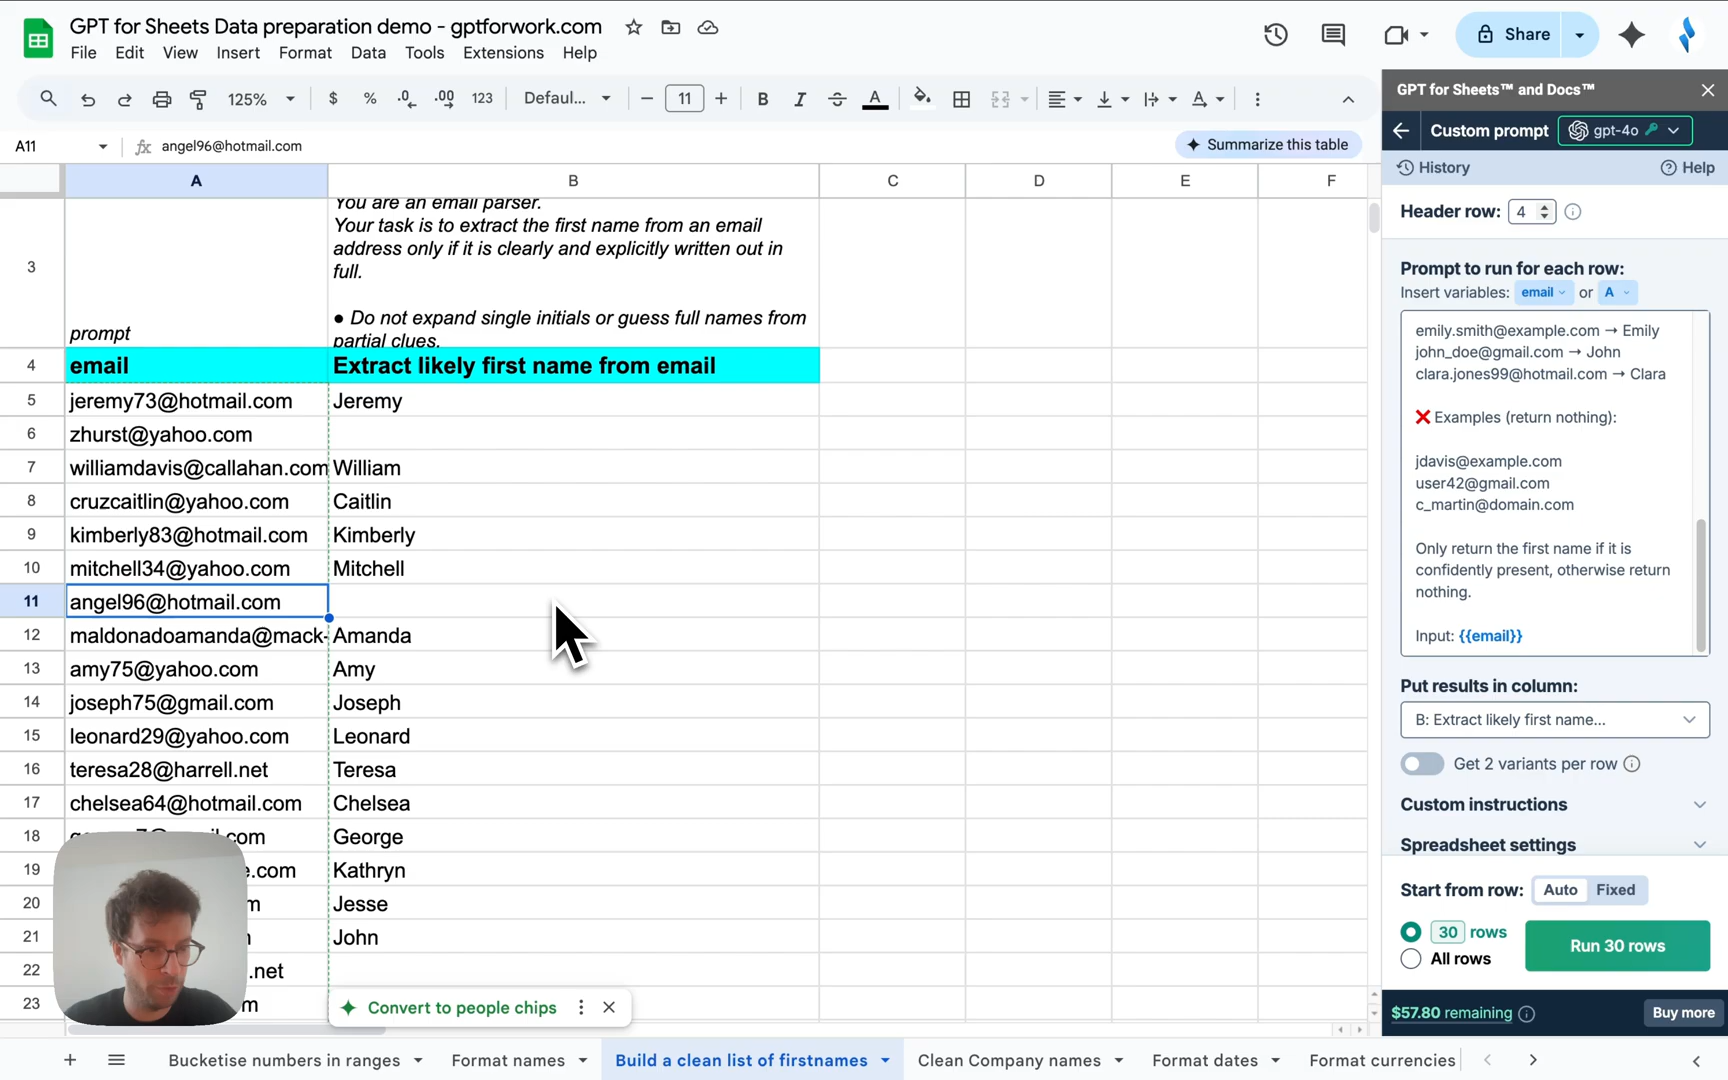 GPT for Sheets Data preparation demo - gptforwork.com
File Edit View Insert Format Data Tools Extensions Help
Share
125% $ % .0 .00 123 Defaul... 11 B I A
A11 angel96@hotmail.com
Summarize this table
A B C D E F
You are an email parser.
Your task is to extract the first name from an email
address only if it is clearly and explicitly written out in
full.
● Do not expand single initials or guess full names from
partial clues.
3 prompt
4 email Extract likely first name from email
5 jeremy73@hotmail.com Jeremy
6 zhurst@yahoo.com
7 williamdavis@callahan.com William
8 cruzcaitlin@yahoo.com Caitlin
9 kimberly83@hotmail.com Kimberly
10 mitchell34@yahoo.com Mitchell
11 angel96@hotmail.com
12 maldonadoamanda@mack- Amanda
13 amy75@yahoo.com Amy
14 joseph75@gmail.com Joseph
15 leonard29@yahoo.com Leonard
16 teresa28@harrell.net Teresa
17 chelsea64@hotmail.com Chelsea
18 George
19 e.com Kathryn
20 Jesse
21 John
22 .net
23
Convert to people chips
Bucketise numbers in ranges Format names Build a clean list of firstnames Clean Company names Format dates Format currencies
GPT for Sheets™ and Docs™
Custom prompt gpt-4o
History Help
Header row: 4
Prompt to run for each row:
Insert variables: email or A
emily.smith@example.com → Emily
john_doe@gmail.com → John
clara.jones99@hotmail.com → Clara
❌ Examples (return nothing):
jdavis@example.com
user42@gmail.com
c_martin@domain.com
Only return the first name if it is
confidently present, otherwise return
nothing.
Input: {{email}}
Put results in column:
B: Extract likely first name...
Get 2 variants per row
Custom instructions
Spreadsheet settings
Start from row: Auto Fixed
30 rows
All rows
Run 30 rows
$57.80 remaining Buy more